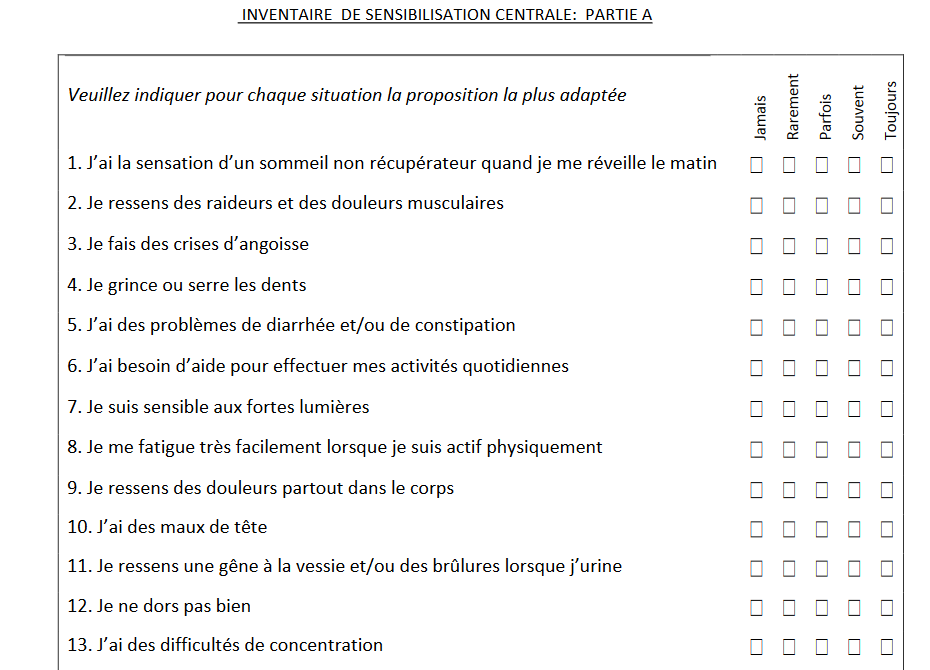 INVENTAIRE DE SENSIBILISATION CENTRALE: PARTIE A
Veuillez indiquer pour chaque situation la proposition la plus adaptée
Jamais
Rarement
Parfois
Souvent
Toujours
1. J’ai la sensation d’un sommeil non récupérateur quand je me réveille le matin
2. Je ressens des raideurs et des douleurs musculaires
3. Je fais des crises d’angoisse
4. Je grince ou serre les dents
5. J’ai des problèmes de diarrhée et/ou de constipation
6. J’ai besoin d’aide pour effectuer mes activités quotidiennes
7. Je suis sensible aux fortes lumières
8. Je me fatigue très facilement lorsque je suis actif physiquement
9. Je ressens des douleurs partout dans le corps
10. J’ai des maux de tête
11. Je ressens une gêne à la vessie et/ou des brûlures lorsque j’urine
12. Je ne dors pas bien
13. J’ai des difficultés de concentration